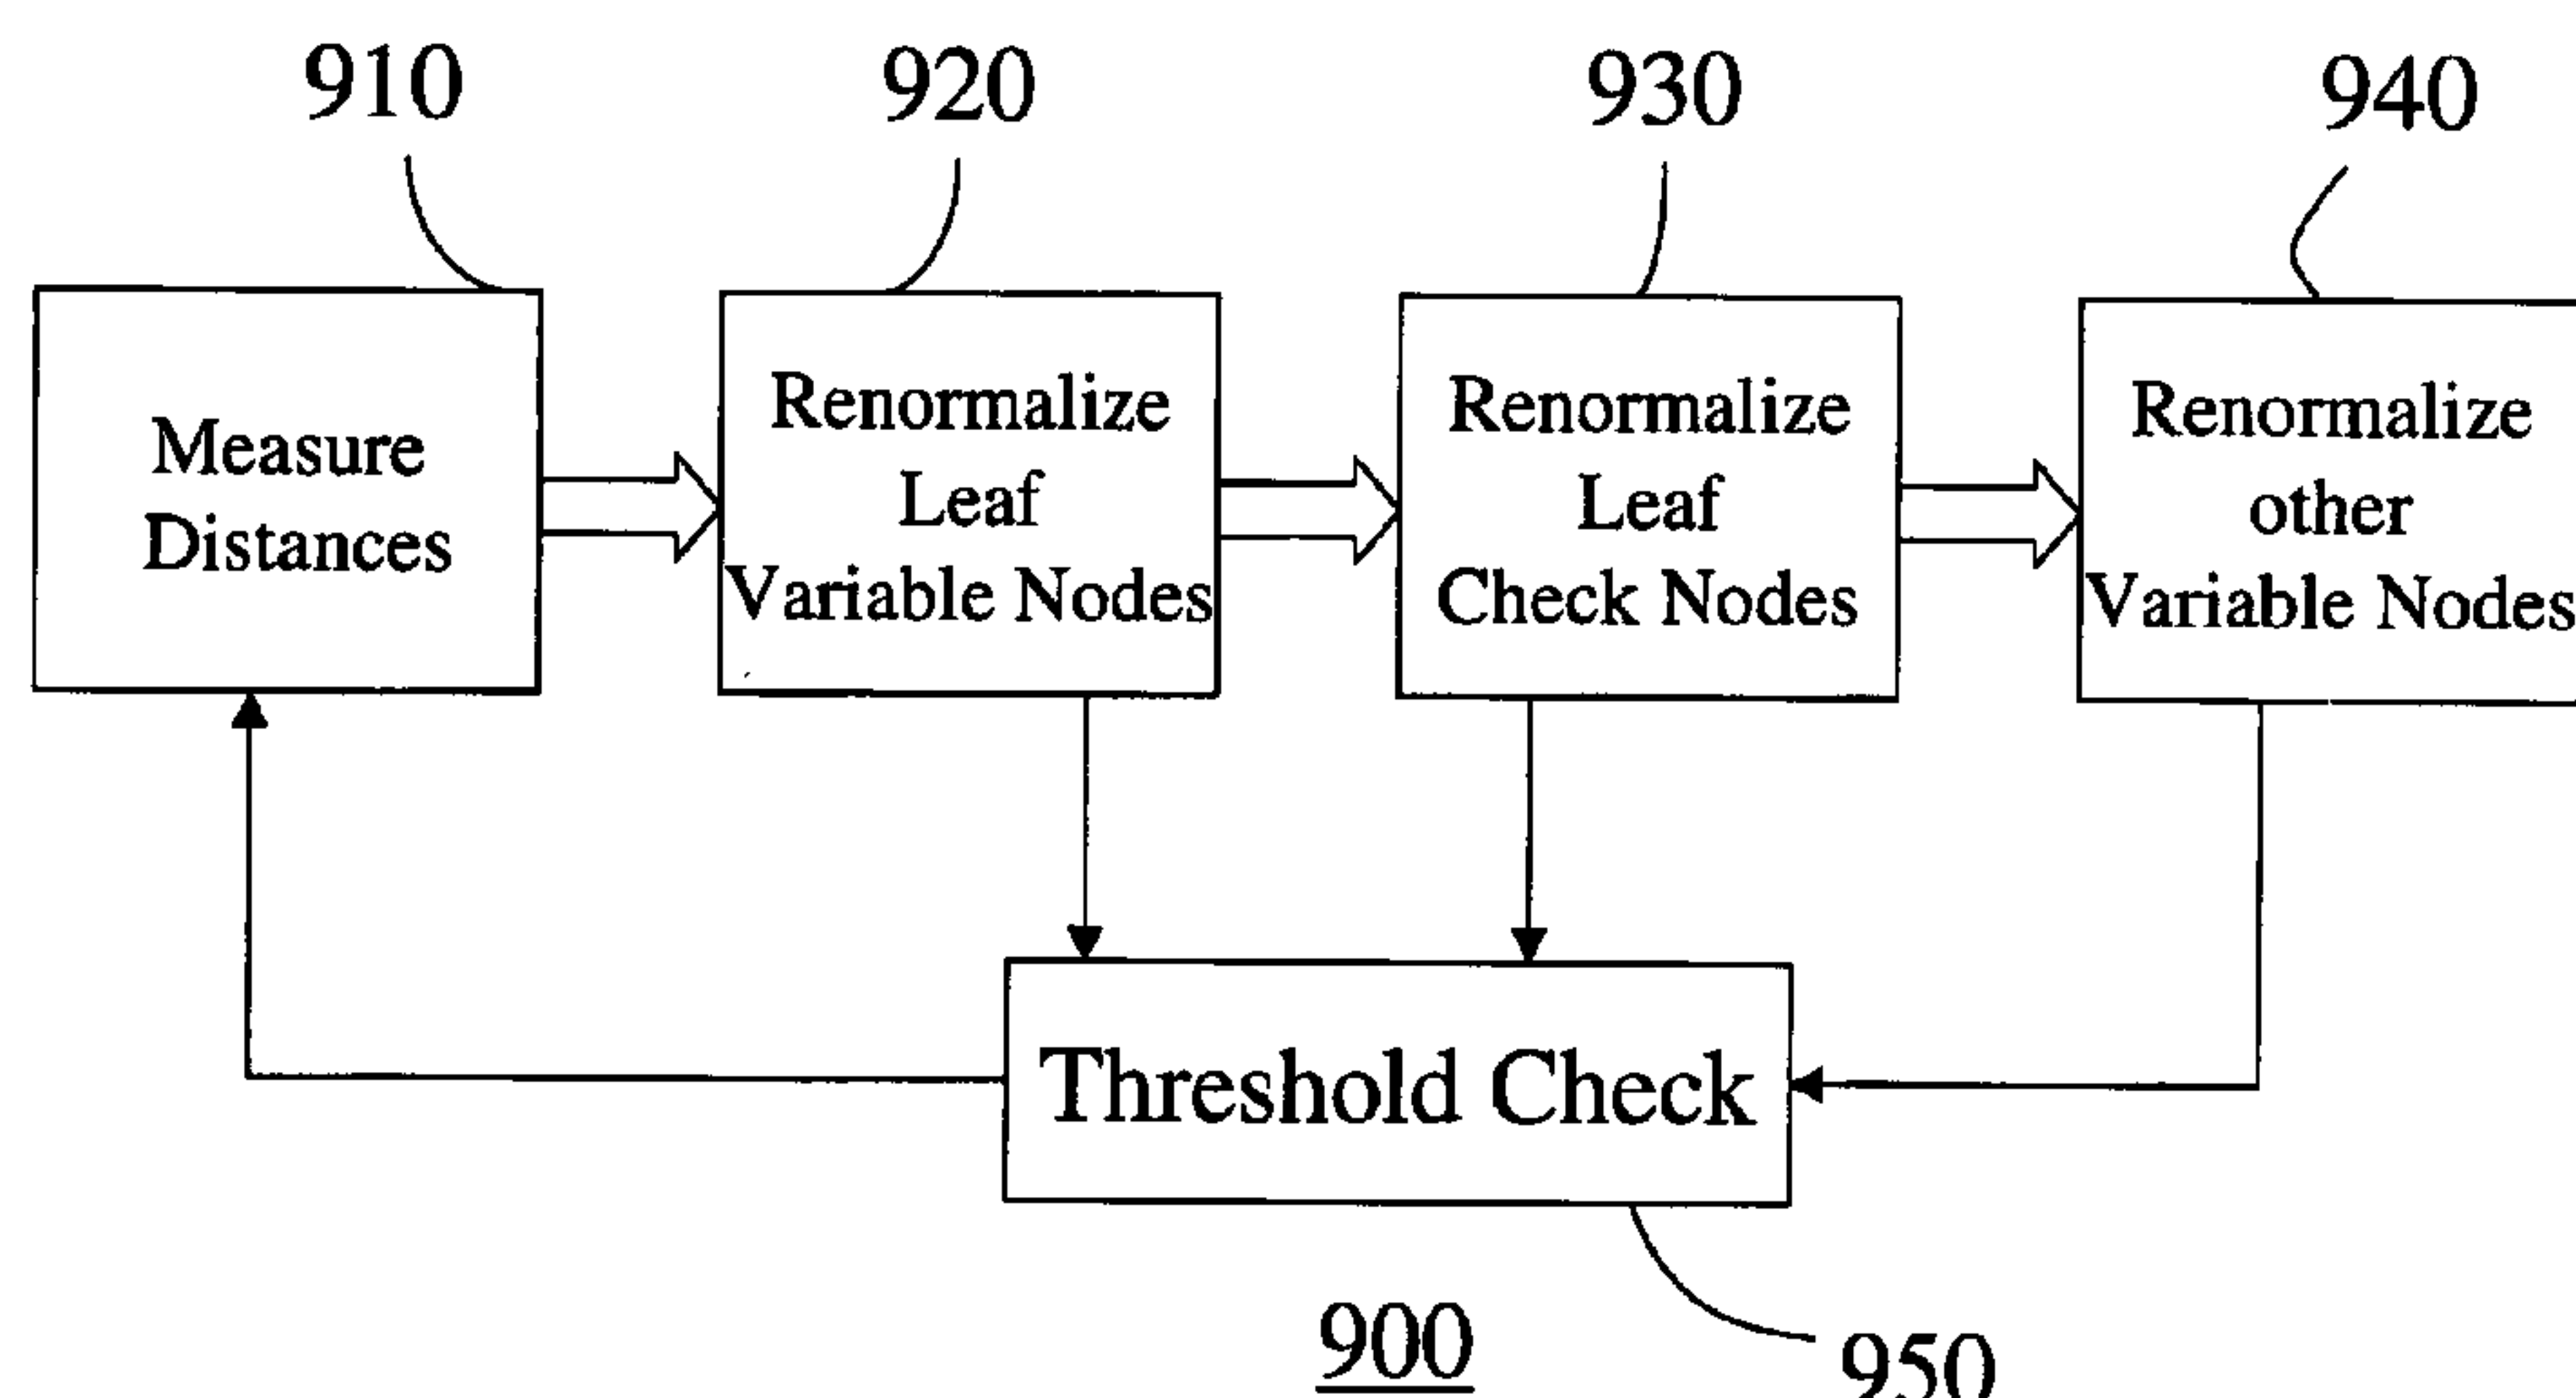 910
920
930
940
Measure
Distances
Renormalize
Leaf
Variable Nodes
Renormalize
Leaf
Check Nodes
Renormalize
other
Variable Nodes
Threshold Check
900
950